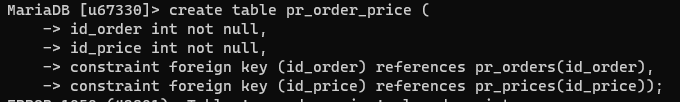 MariaDB [u67330]> create table pr_order_price (
    -> id_order int not null,
    -> id_price int not null,
    -> constraint foreign key (id_order) references pr_orders(id_order),
    -> constraint foreign key (id_price) references pr_prices(id_price));